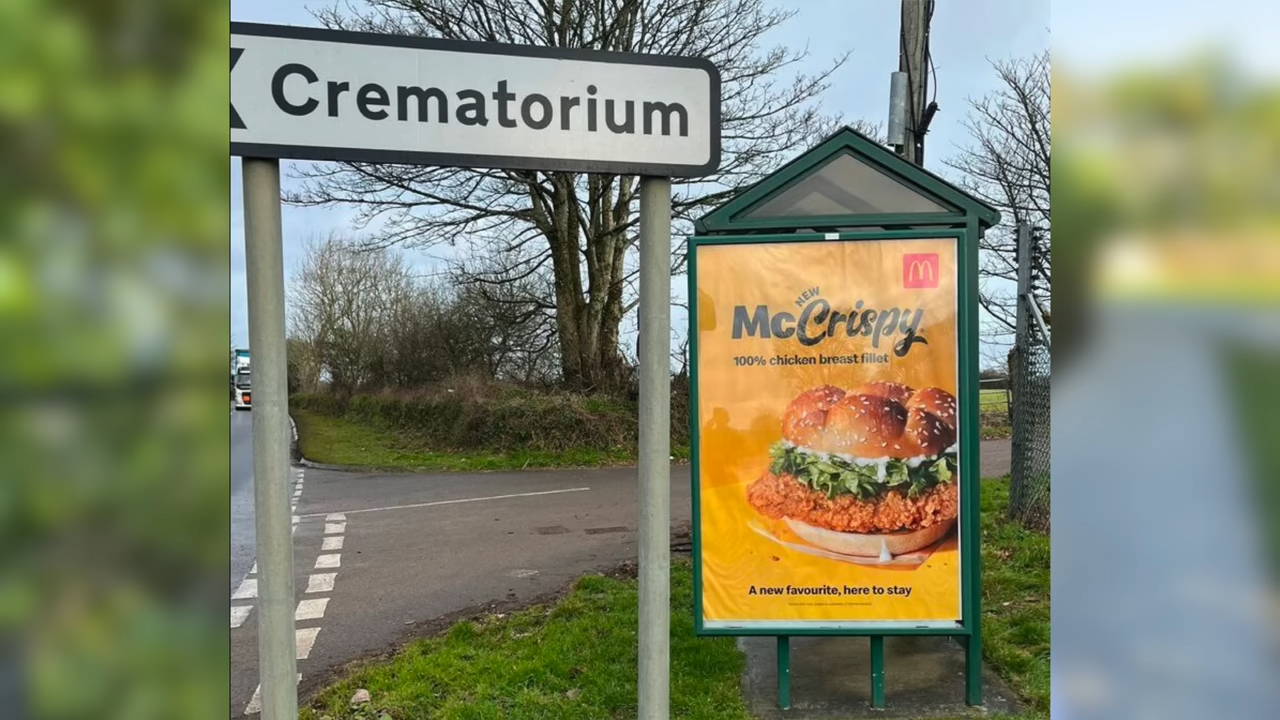 Crematorium
NEW
McCrispy
100% chicken breast fillet
A new favourite, here to stay